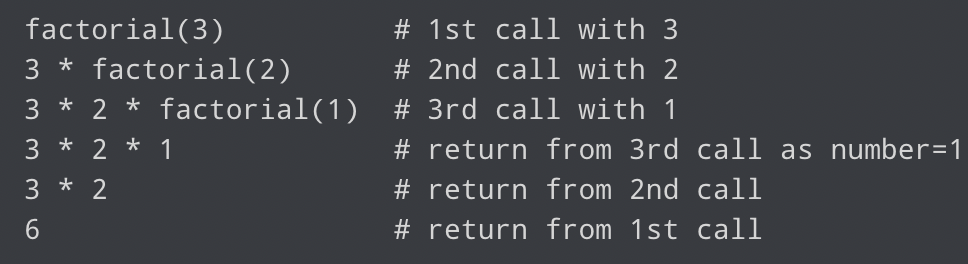 factorial(3)          # 1st call with 3
3 * factorial(2)      # 2nd call with 2
3 * 2 * factorial(1)  # 3rd call with 1
3 * 2 * 1             # return from 3rd call as number=1
3 * 2                 # return from 2nd call
6                     # return from 1st call